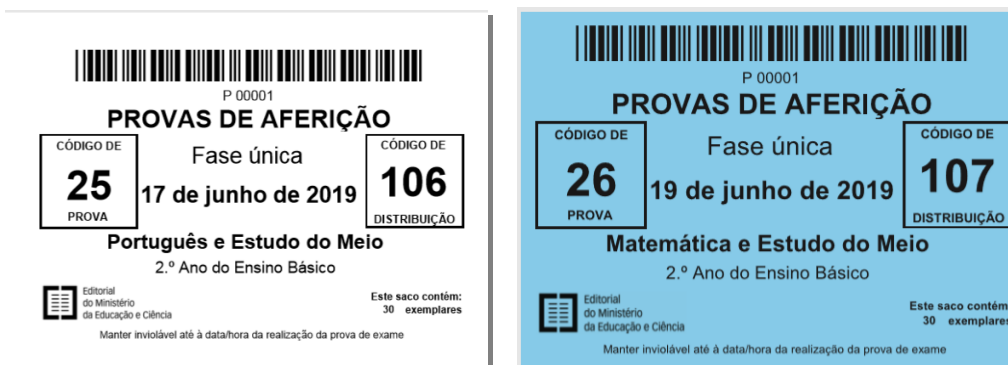 P 00001
PROVAS DE AFERIÇÃO
CÓDIGO DE
25
PROVA
Fase única
17 de junho de 2019
CÓDIGO DE
106
DISTRIBUIÇÃO
Português e Estudo do Meio
2.º Ano do Ensino Básico
Editorial
do Ministério
da Educação e Ciência
Este saco contém:
30 exemplares
Manter inviolável até à data/hora da realização da prova de exame
P 00001
PROVAS DE AFERIÇÃO
CÓDIGO DE
26
PROVA
Fase única
19 de junho de 2019
CÓDIGO DE
107
DISTRIBUIÇÃO
Matemática e Estudo do Meio
2.º Ano do Ensino Básico
Editorial
do Ministério
da Educação e Ciência
Este saco contém:
30 exemplares
Manter inviolável até à data/hora da realização da prova de exame